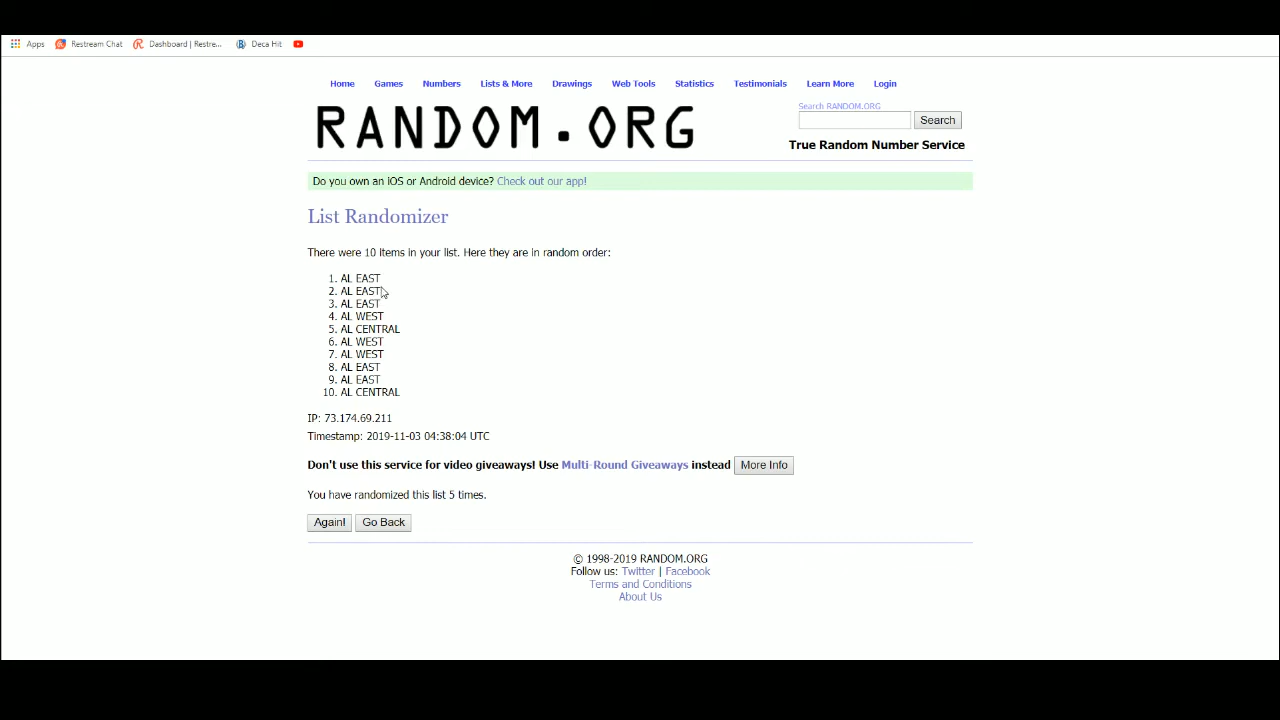 Apps Restream Chat Dashboard | Restre... Deca Hit
Home Games Numbers Lists & More Drawings Web Tools Statistics Testimonials Learn More Login
RANDOM.ORG
Search RANDOM.ORG
Search
True Random Number Service
Do you own an iOS or Android device? Check out our app!
List Randomizer
There were 10 items in your list. Here they are in random order:
1. AL EAST
2. AL EAST
3. AL EAST
4. AL WEST
5. AL CENTRAL
6. AL WEST
7. AL WEST
8. AL EAST
9. AL EAST
10. AL CENTRAL
IP: 73.174.69.211
Timestamp: 2019-11-03 04:38:04 UTC
Don't use this service for video giveaways! Use Multi-Round Giveaways instead More Info
You have randomized this list 5 times.
Again! Go Back
© 1998-2019 RANDOM.ORG
Follow us: Twitter | Facebook
Terms and Conditions
About Us